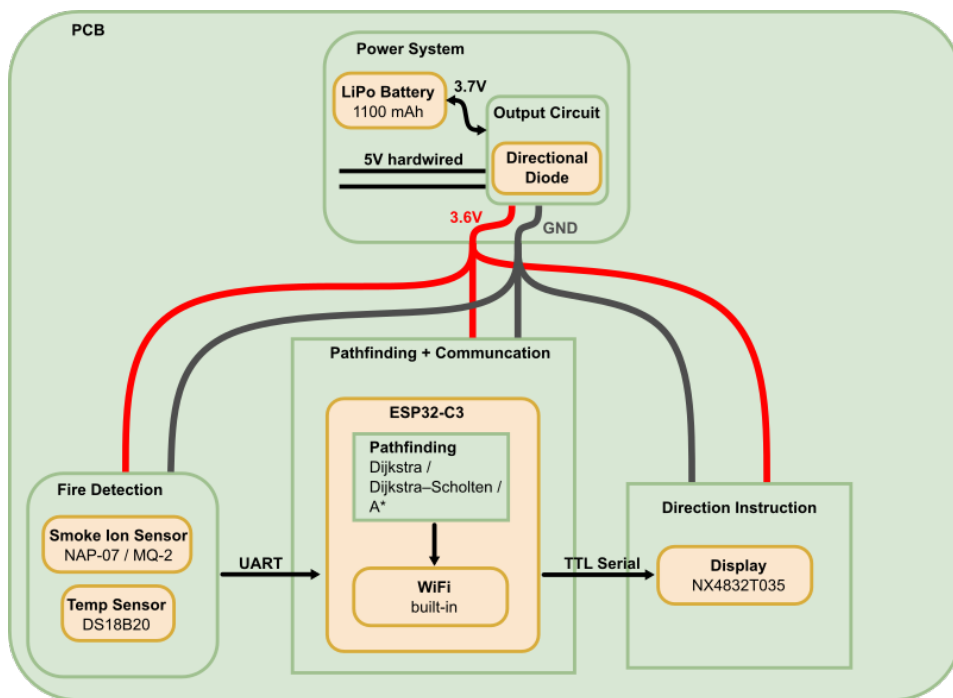 PCB
Power System
LiPo Battery
1100 mAh
3.7V
Output Circuit
5V hardwired
Directional
Diode
3.6V
GND
Pathfinding + Communcation
ESP32-C3
Pathfinding
Dijkstra /
Dijkstra–Scholten /
A*
WiFi
built-in
Fire Detection
Smoke Ion Sensor
NAP-07 / MQ-2
Temp Sensor
DS18B20
UART
TTL Serial
Direction Instruction
Display
NX4832T035